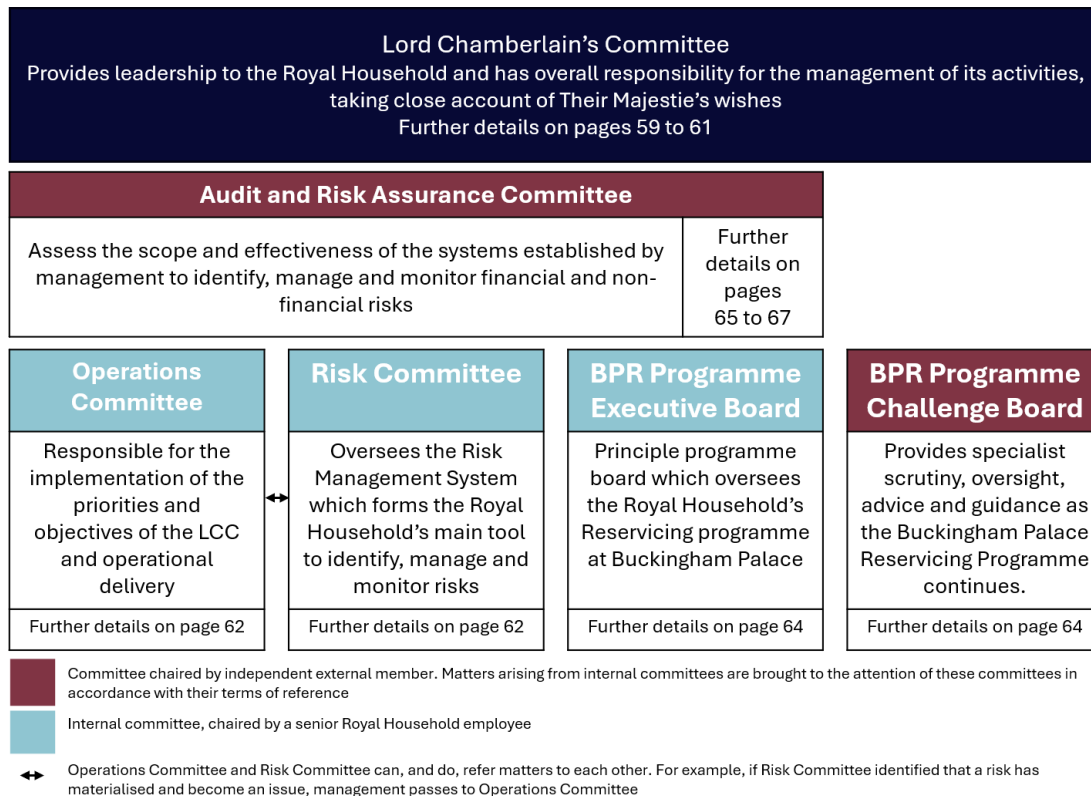 Lord Chamberlain's Committee
Provides leadership to the Royal Household and has overall responsibility for the management of its activities,
taking close account of Their Majestie's wishes
Further details on pages 59 to 61
Audit and Risk Assurance Committee
Assess the scope and effectiveness of the systems established by
management to identify, manage and monitor financial and non-
financial risks
Further
details on
pages
65 to 67
Operations
Committee
Responsible for the
implementation of the
priorities and
objectives of the LCC
and operational
delivery
Further details on page 62
Risk Committee
Oversees the Risk
Management System
which forms the Royal
Household's main tool
to identify, manage and
monitor risks
Further details on page 62
BPR Programme
Executive Board
Principle programme
board which oversees
the Royal Household's
Reservicing programme
at Buckingham Palace
Further details on page 64
BPR Programme
Challenge Board
Provides specialist
scrutiny, oversight,
advice and guidance as
the Buckingham Palace
Reservicing Programme
continues.
Further details on page 64
Committee chaired by independent external member. Matters arising from internal committees are brought to the attention of these committees in
accordance with their terms of reference
Internal committee, chaired by a senior Royal Household employee
Operations Committee and Risk Committee can, and do, refer matters to each other. For example, if Risk Committee identified that a risk has
materialised and become an issue, management passes to Operations Committee